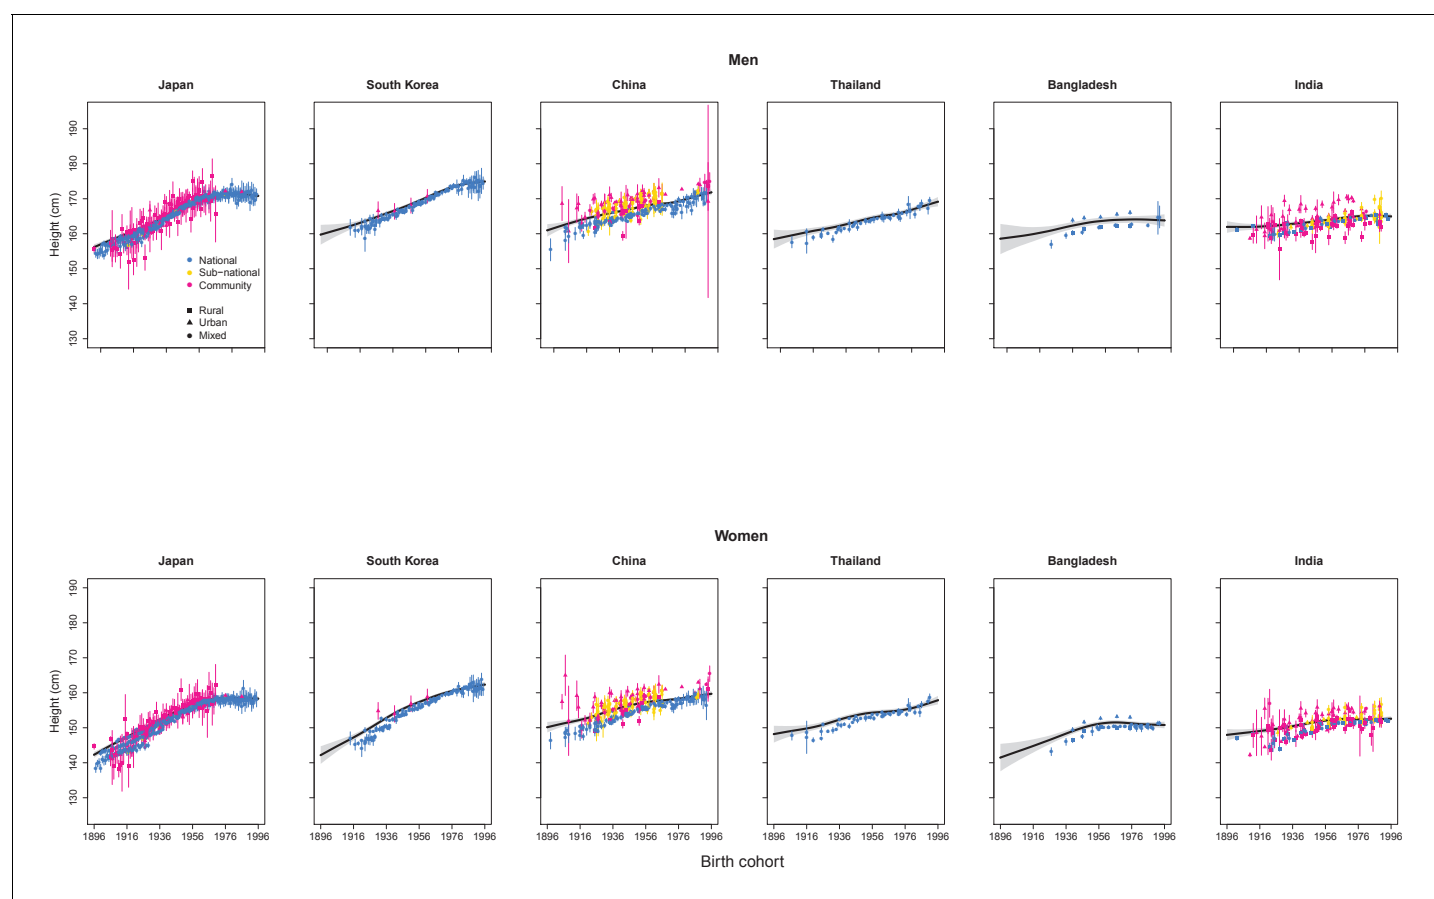 Men
Japan South Korea China Thailand Bangladesh India
Height (cm)
190
180
170
160
150
140
130
National
Sub−national
Community
Rural
Urban
Mixed
Women
Japan South Korea China Thailand Bangladesh India
Height (cm)
190
180
170
160
150
140
130
1896 1916 1936 1956 1976 1996 1896 1916 1936 1956 1976 1996 1896 1916 1936 1956 1976 1996 1896 1916 1936 1956 1976 1996 1896 1916 1936 1956 1976 1996 1896 1916 1936 1956 1976 1996
Birth cohort